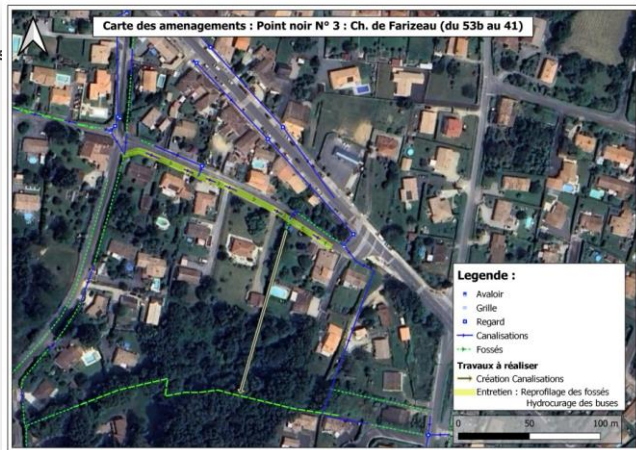 Carte des amenagements : Point noir N° 3 : Ch. de Farizeau (du 53b au 41)
Legende :
Avaloir
Grille
Regard
Canalisations
Fossés
Travaux à réaliser
Création Canalisations
Entretien : Reprofilage des fossés
Hydrocurage des buses
0 50 100 m